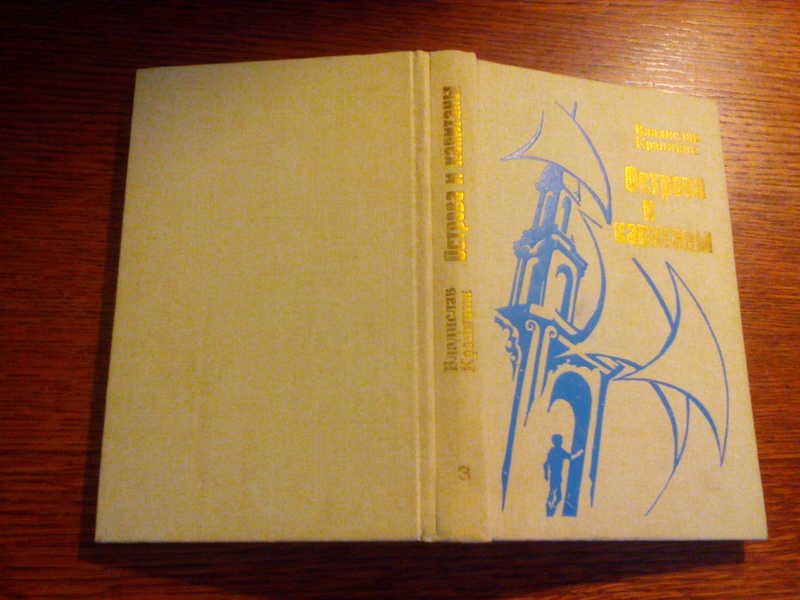 Владислав
Крапивин
Острова
и
капитаны
Острова и капитаны
Владислав
Крапивин
3